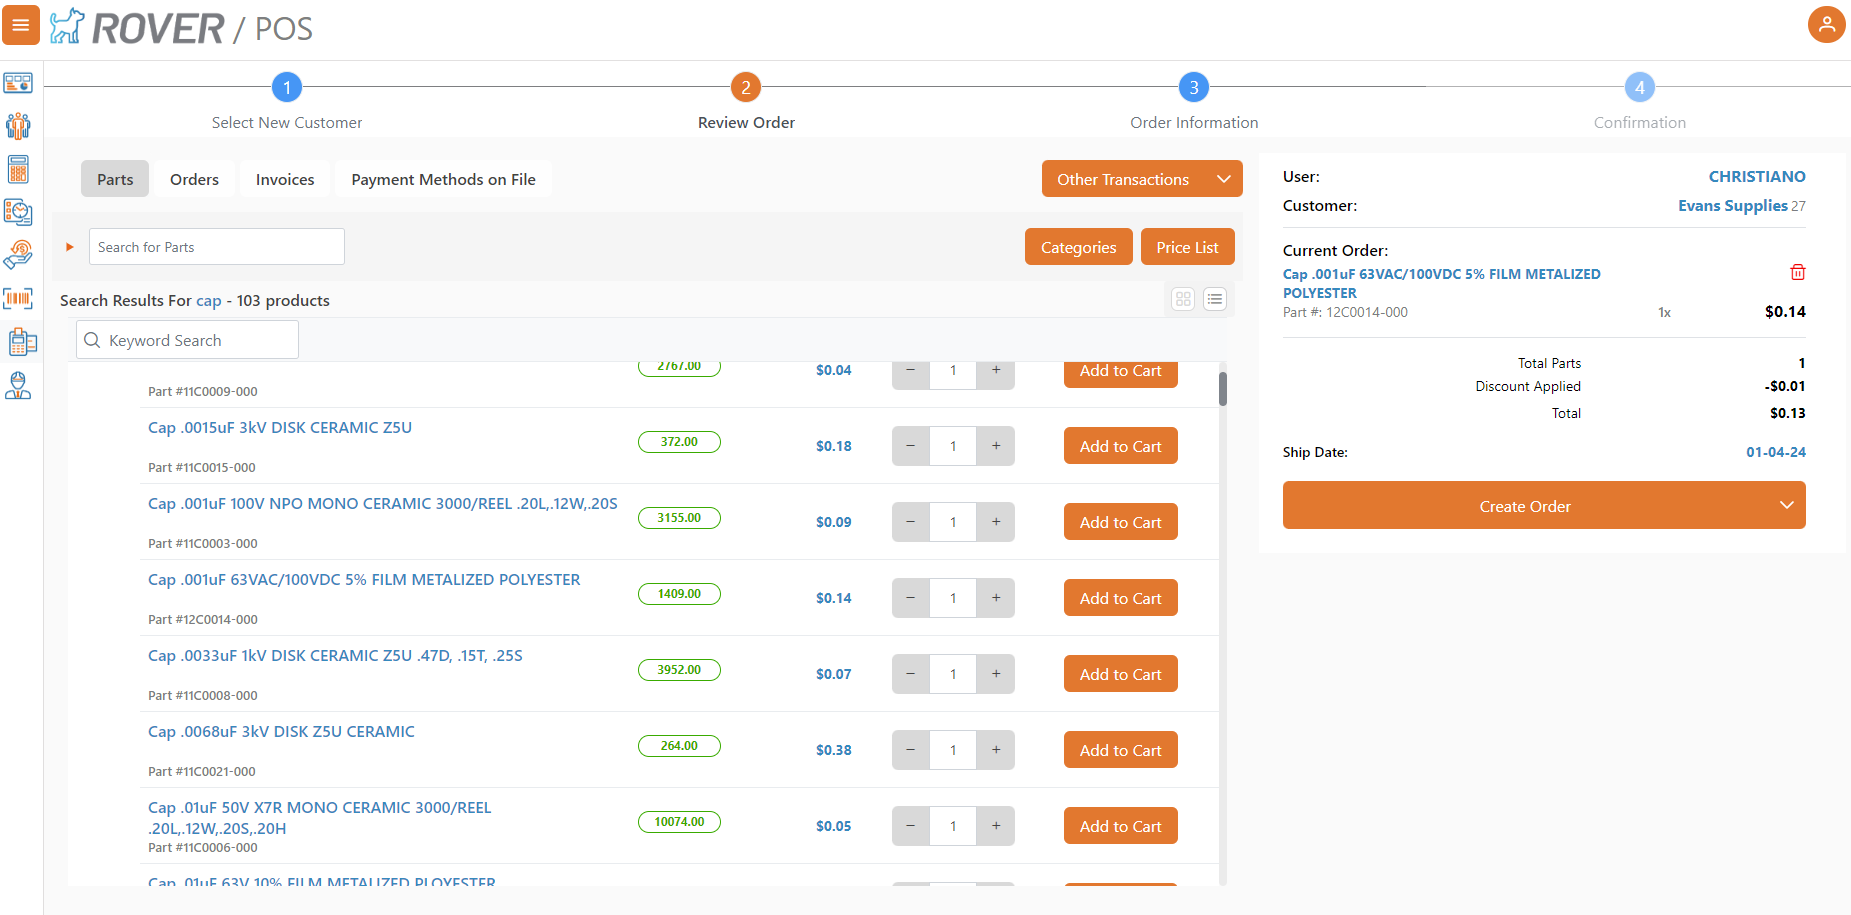 ROVER / POS
1
2
3
4
Select New Customer
Review Order
Order Information
Confirmation
Parts
Orders
Invoices
Payment Methods on File
Other Transactions
Search for Parts
Categories
Price List
Search Results For cap - 103 products
Keyword Search
2767.00
$0.04
− 1 +
Add to Cart
Part #11C0009-000
Cap .0015uF 3kV DISK CERAMIC Z5U
372.00
$0.18
− 1 +
Add to Cart
Part #11C0015-000
Cap .001uF 100V NPO MONO CERAMIC 3000/REEL .20L,.12W,.20S
3155.00
$0.09
− 1 +
Add to Cart
Part #11C0003-000
Cap .001uF 63VAC/100VDC 5% FILM METALIZED POLYESTER
1409.00
$0.14
− 1 +
Add to Cart
Part #12C0014-000
Cap .0033uF 1kV DISK CERAMIC Z5U .47D, .15T, .25S
3952.00
$0.07
− 1 +
Add to Cart
Part #11C0008-000
Cap .0068uF 3kV DISK Z5U CERAMIC
264.00
$0.38
− 1 +
Add to Cart
Part #11C0021-000
Cap .01uF 50V X7R MONO CERAMIC 3000/REEL
.20L,.12W,.20S,.20H
10074.00
$0.05
− 1 +
Add to Cart
Part #11C0006-000
Cap .01uF 63V 10% FILM METALIZED PLOYESTER
User: CHRISTIANO
Customer: Evans Supplies 27
Current Order:
Cap .001uF 63VAC/100VDC 5% FILM METALIZED
POLYESTER
Part #: 12C0014-000 1x $0.14
Total Parts 1
Discount Applied -$0.01
Total $0.13
Ship Date: 01-04-24
Create Order